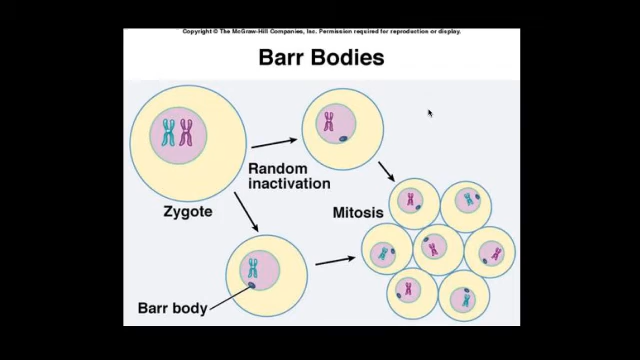 Copyright © The McGraw-Hill Companies, Inc. Permission required for reproduction or display.
Barr Bodies
Random
inactivation
Zygote
Mitosis
Barr body